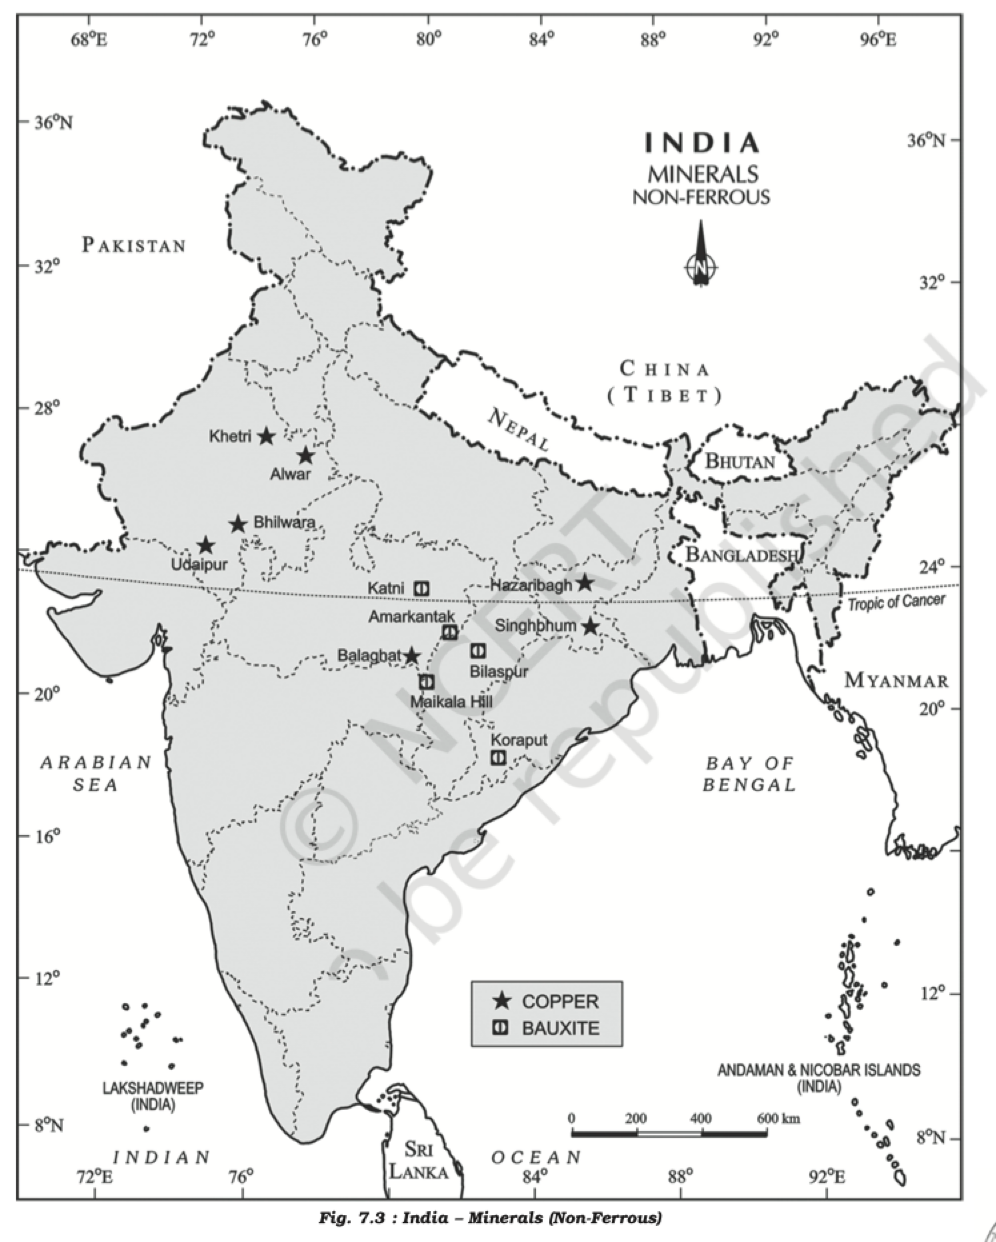 68°E 72° 76° 80° 84° 88° 92° 96°E
36°N
36°N
INDIA
MINERALS
NON-FERROUS
N
PAKISTAN
32°
32°
CHINA
(TIBET)
28°
28°
NEPAL
BHUTAN
Khetri
Alwar
Bhilwara
Udaipur
BANGLADESH
24°
Katni
Hazaribagh
Tropic of Cancer
Amarkantak
Singhbhum
Balaghat
Bilaspur
MYANMAR
20°
Maikala Hill
20°
Koraput
ARABIAN
SEA
BAY OF
BENGAL
16°
12°
12°
COPPER
BAUXITE
LAKSHADWEEP
(INDIA)
ANDAMAN & NICOBAR ISLANDS
(INDIA)
0 200 400 600 km
8°N
8°N
SRI
LANKA
INDIAN OCEAN
72°E 76° 84° 88° 92°E
Fig. 7.3 : India – Minerals (Non-Ferrous)
© NCERT
be republished